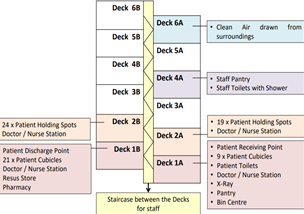 Deck 6B
Deck 6A
• Clean Air drawn from
surroundings
Deck 5B
Deck 5A
Deck 4B
Deck 4A
• Staff Pantry
• Staff Toilets with Shower
Deck 3B
Deck 3A
24 x Patient Holding Spots
Doctor / Nurse Station
Deck 2B
Deck 2A
• 19 x Patient Holding Spots
• Doctor / Nurse Station
Patient Discharge Point
21 x Patient Cubicles
Doctor / Nurse Station
Resus Store
Pharmacy
Deck 1B
Deck 1A
• Patient Receiving Point
• 9 x Patient Cubicles
• Patient Toilets
• Doctor / Nurse Station
• X-Ray
• Pantry
• Bin Centre
Staircase between the Decks
for staff